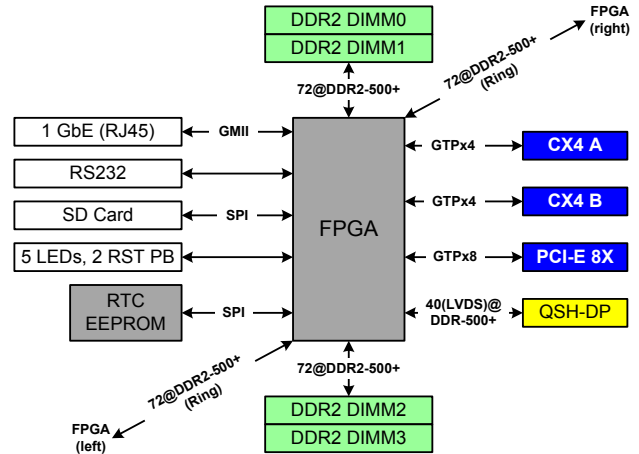 DDR2 DIMM0
DDR2 DIMM1
FPGA
(right)
72@DDR2-500+
(Ring)
72@DDR2-500+
1 GbE (RJ45)
GMII
RS232
SD Card
SPI
5 LEDs, 2 RST PB
RTC
EEPROM
SPI
FPGA
GTPx4
CX4 A
GTPx4
CX4 B
GTPx8
PCI-E 8X
40(LVDS)@
DDR-500+
QSH-DP
72@DDR2-500+
72@DDR2-500+
(Ring)
FPGA
(left)
DDR2 DIMM2
DDR2 DIMM3